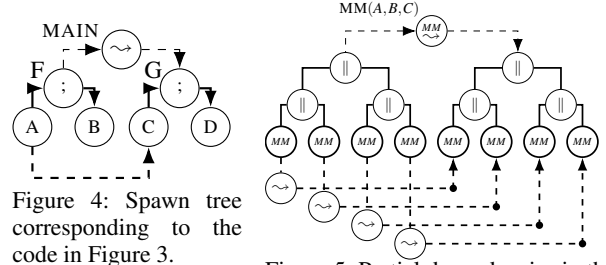 MAIN
⤳
F
G
;
;
A
B
C
D
Figure 4: Spawn tree
corresponding to the
code in Figure 3.
MM(A,B,C)
MM
⤳
||
||
||
||
||
||
MM MM MM MM MM MM MM MM
⤳
⤳
⤳
⤳